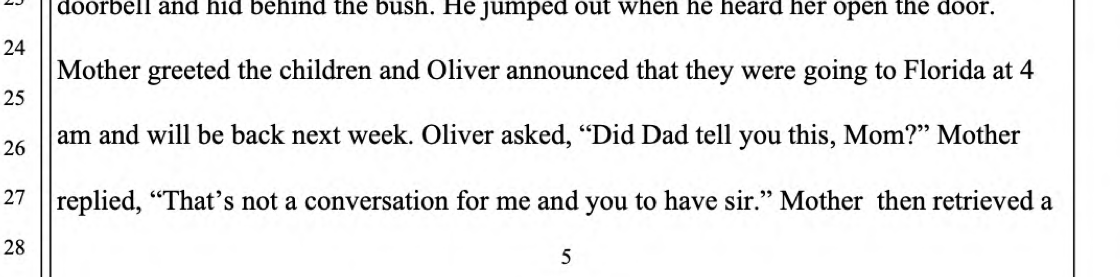 doorbell and hid behind the bush. He jumped out when he heard her open the door.
24
Mother greeted the children and Oliver announced that they were going to Florida at 4
25
am and will be back next week. Oliver asked, “Did Dad tell you this, Mom?” Mother
26
27 replied, “That’s not a conversation for me and you to have sir.” Mother  then retrieved a
28
5